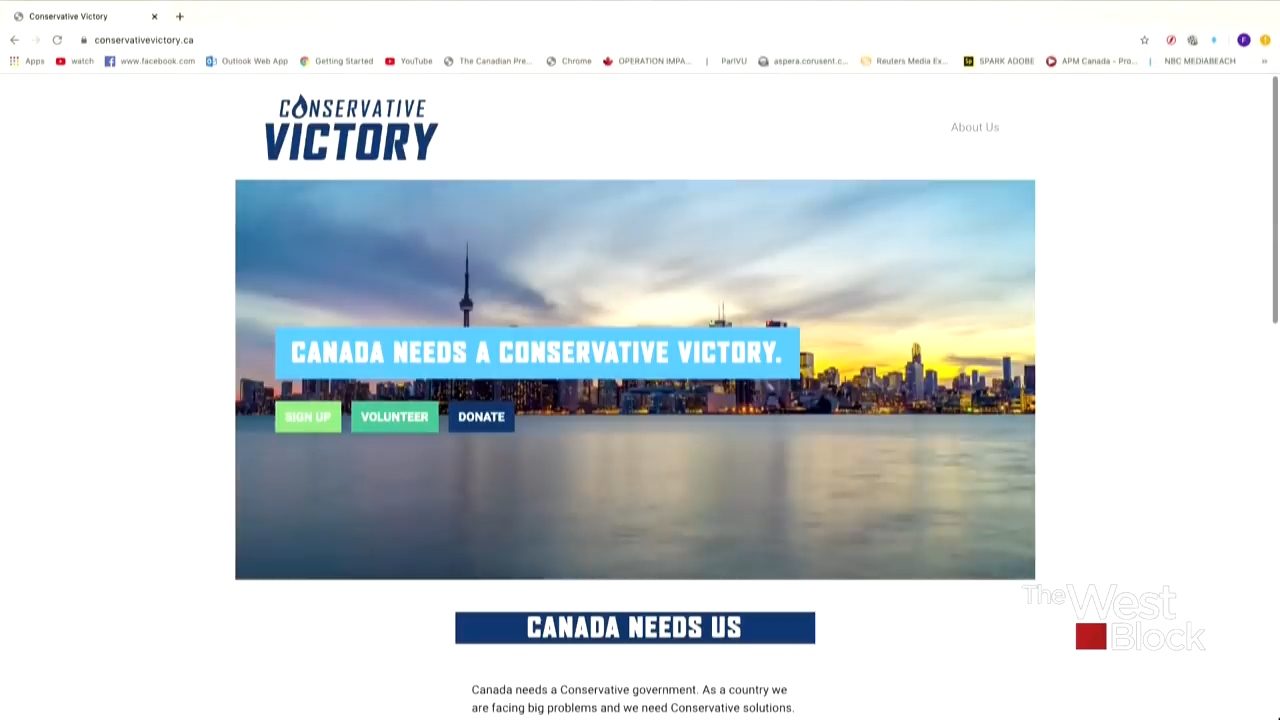 Conservative Victory
conservativevictory.ca
Apps watch www.facebook.com Outlook Web App Getting Started YouTube The Canadian Pre... Chrome OPERATION IMPA... | ParlVU aspera.corusent.c... Reuters Media Ex... Sp SPARK ADOBE APM Canada - Pro... | NBC MEDIABEACH »
CONSERVATIVE
VICTORY
About Us
CANADA NEEDS A CONSERVATIVE VICTORY.
SIGN UP VOLUNTEER DONATE
CANADA NEEDS US
The West
Block
Canada needs a Conservative government. As a country we
are facing big problems and we need Conservative solutions.